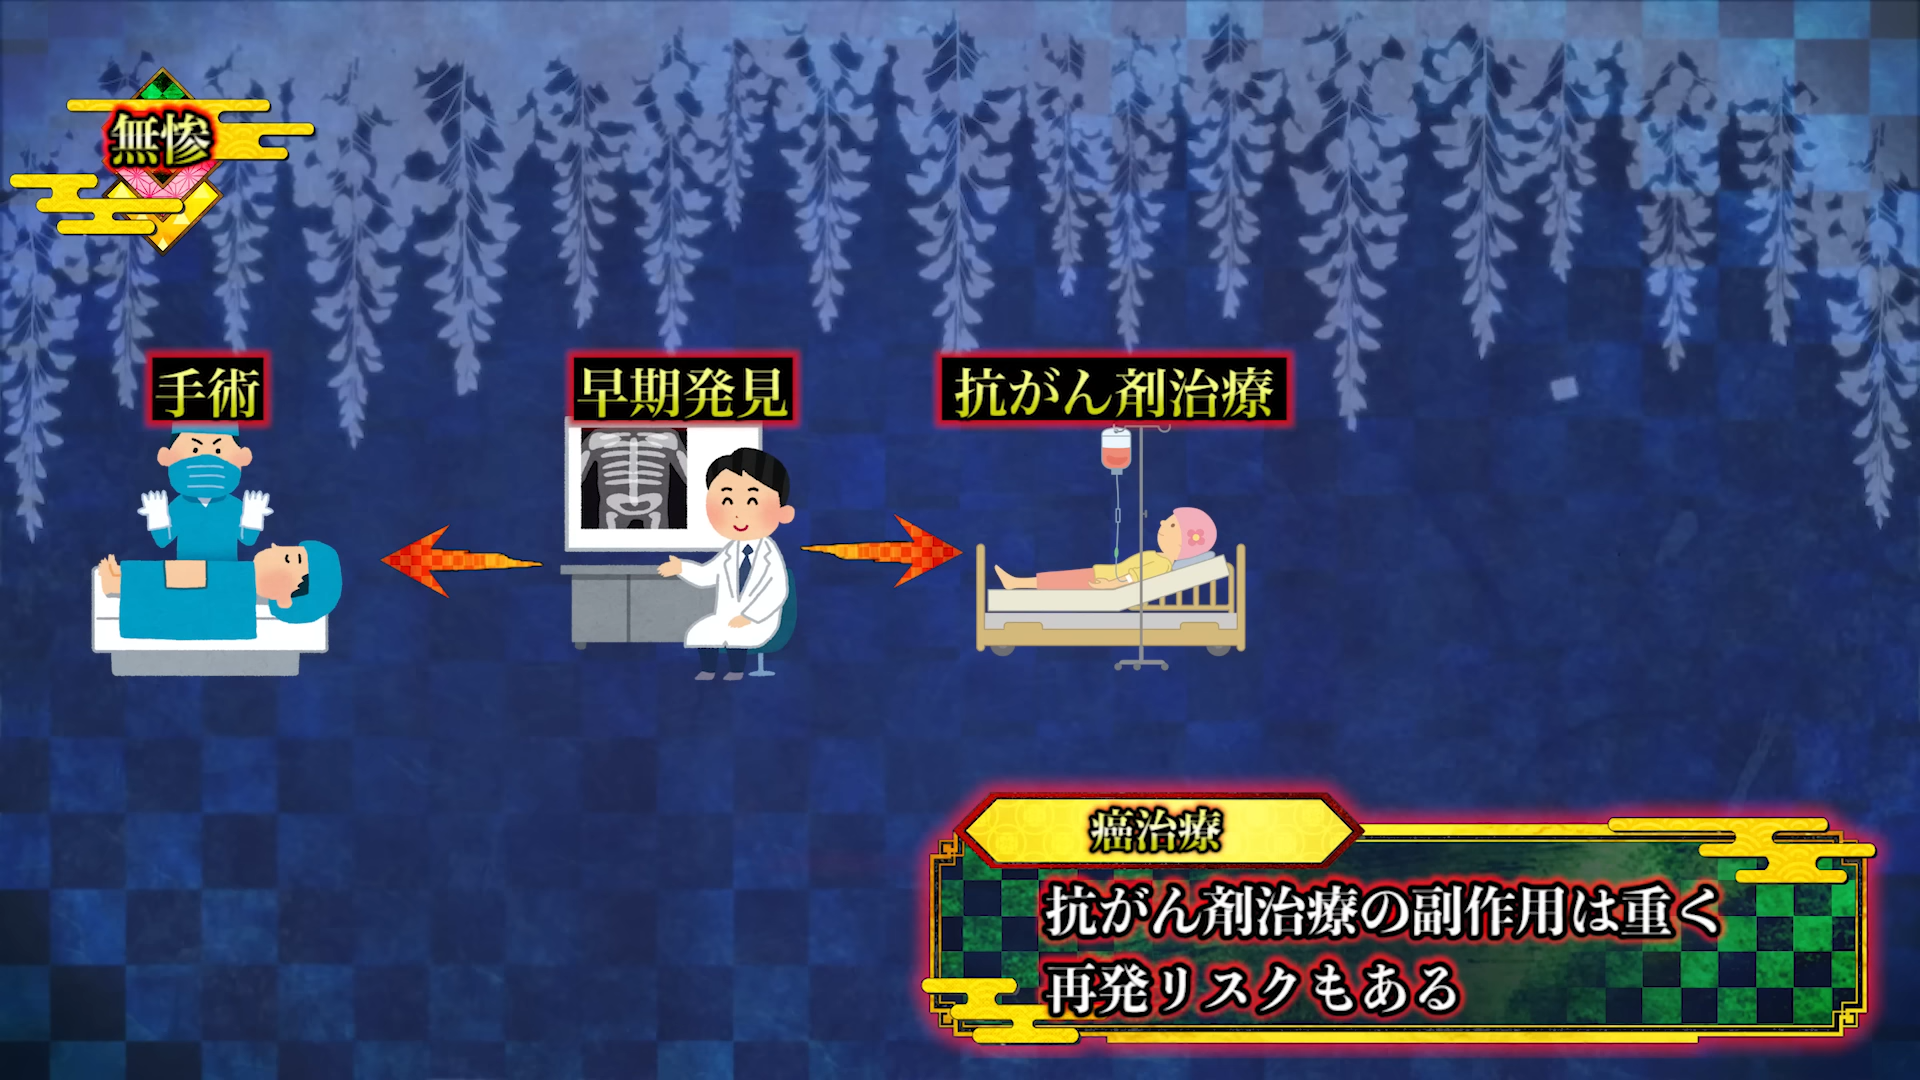 無惨
手術
早期発見
抗がん剤治療
癌治療
抗がん剤治療の副作用は重く
再発リスクもある